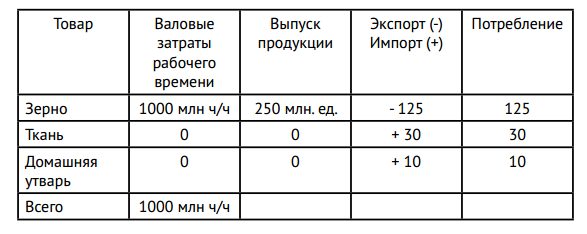 Товар Валовые затраты рабочего времени Выпуск продукции Экспорт (-) Импорт (+) Потребление
Зерно 1000 млн ч/ч 250 млн. ед. - 125 125
Ткань 0 0 + 30 30
Домашняя утварь 0 0 + 10 10
Всего 1000 млн ч/ч